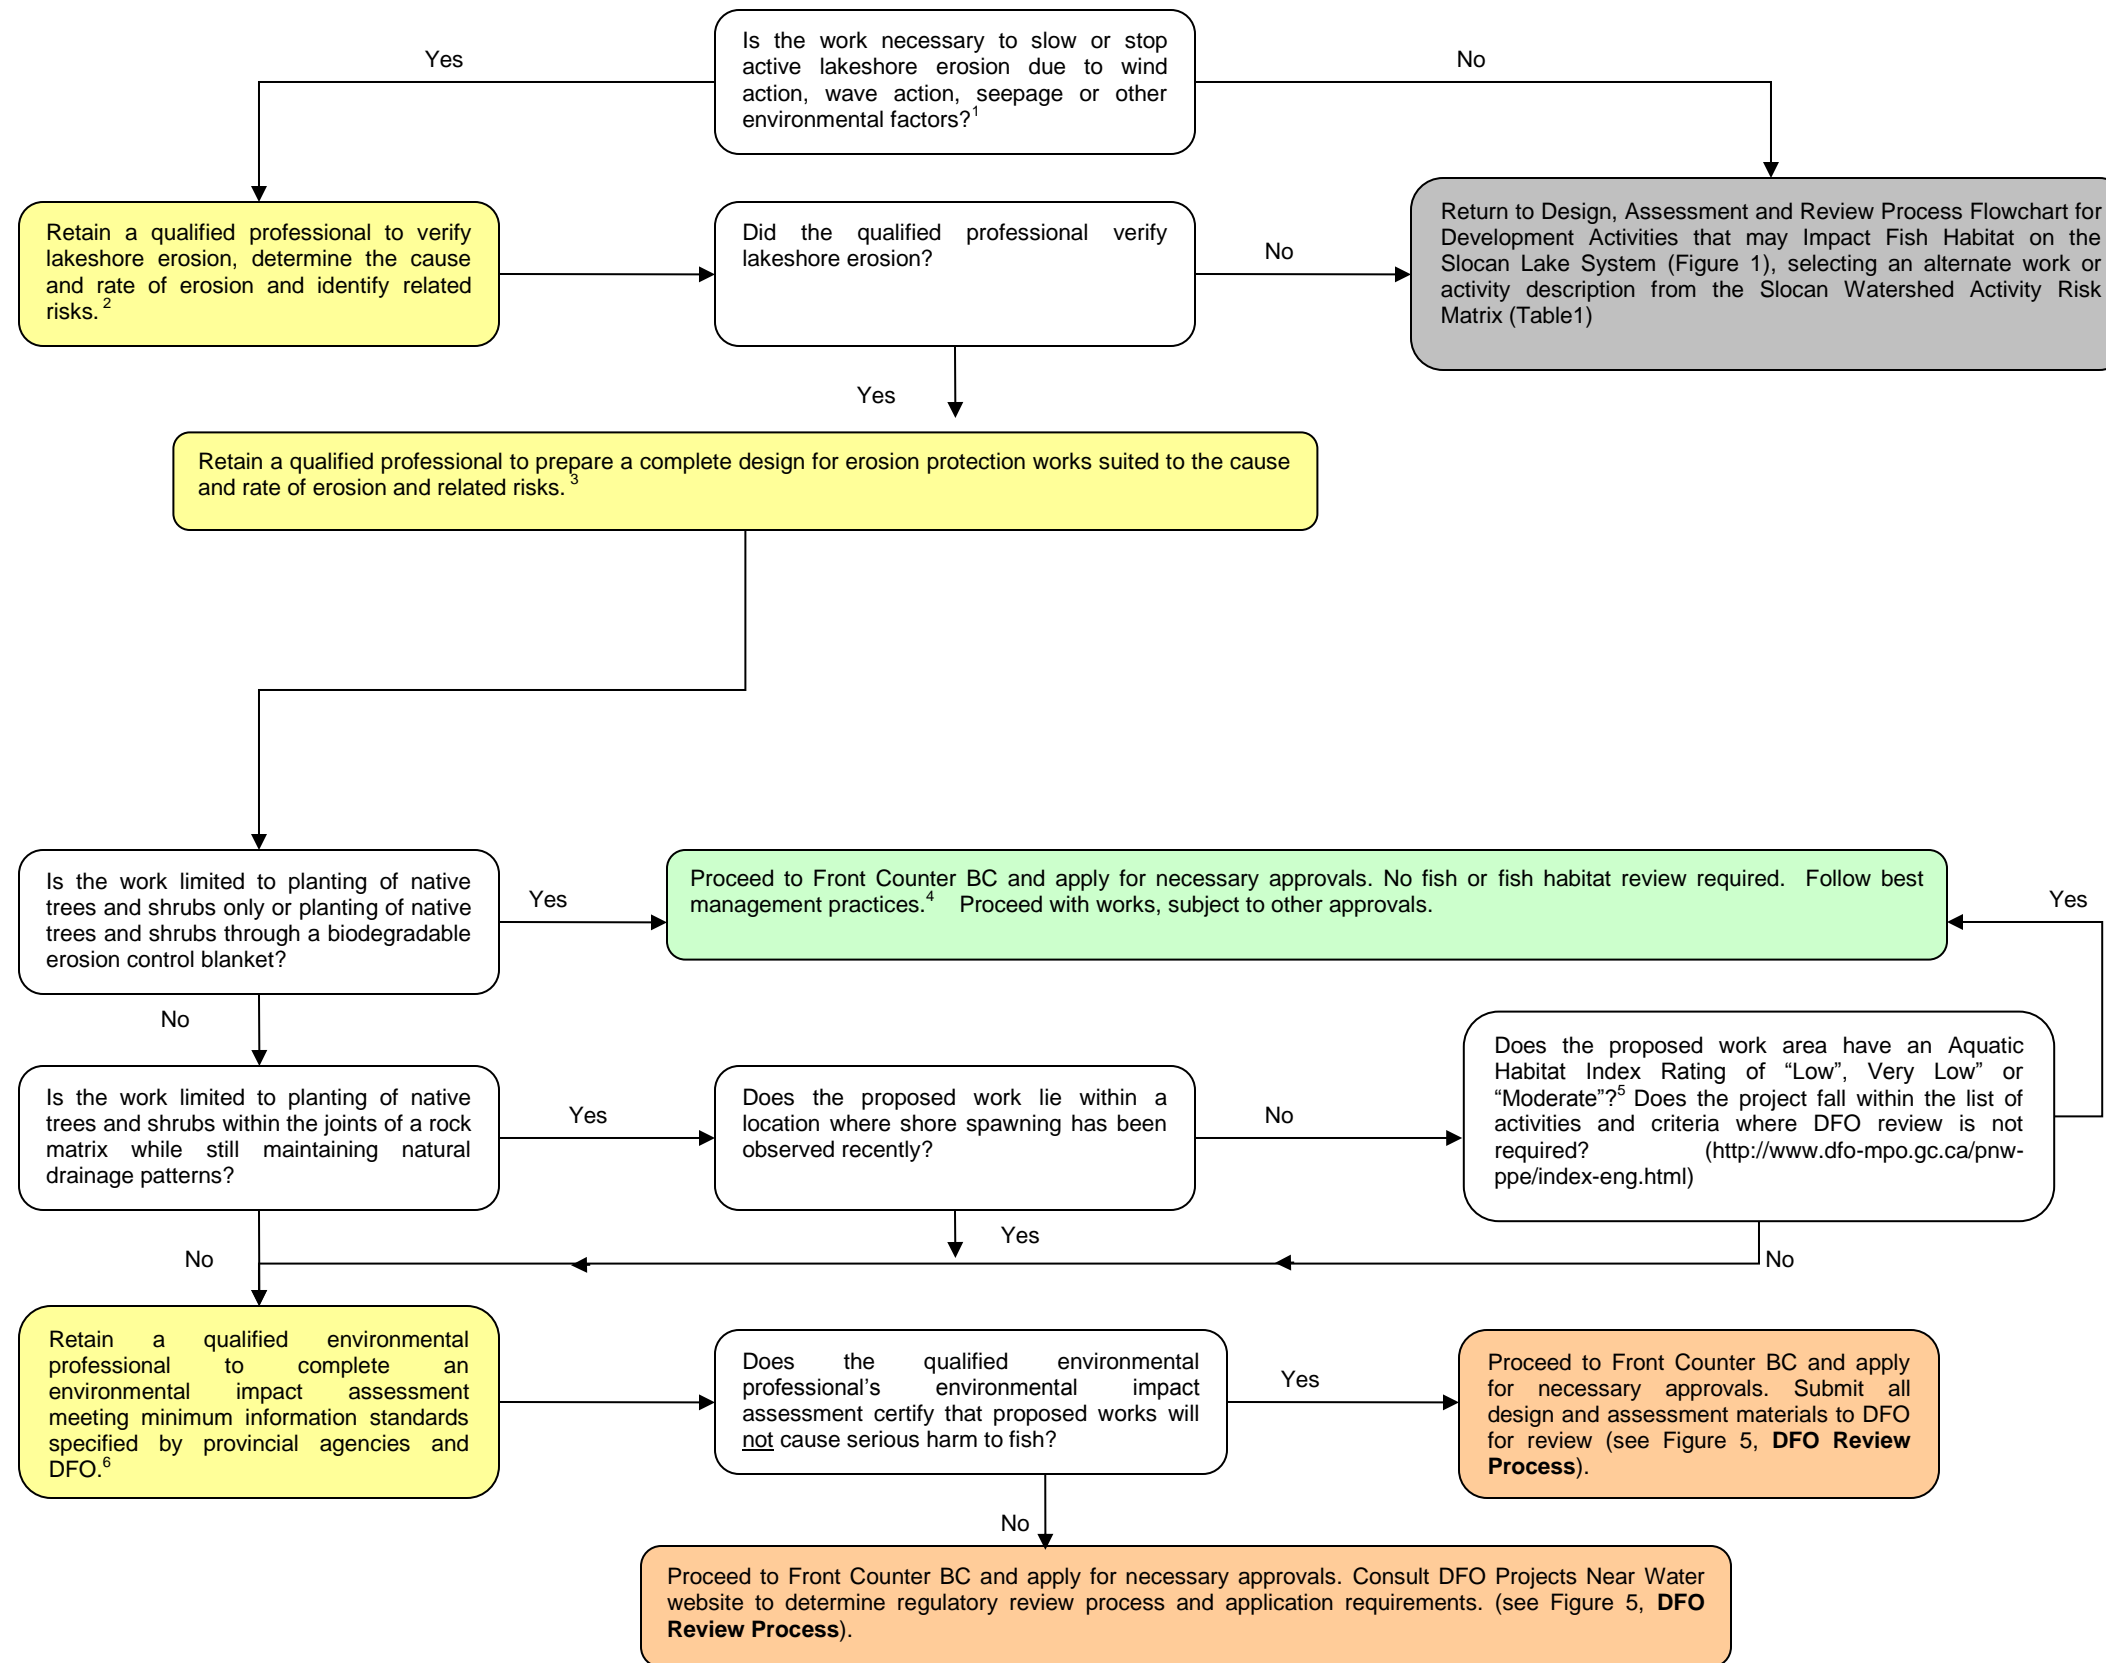 Is the work necessary to slow or stop
active lakeshore erosion due to wind
action, wave action, seepage or other
environmental factors?1
Yes
No
Retain a qualified professional to verify
lakeshore erosion, determine the cause
and rate of erosion and identify related
risks. 2
Did the qualified professional verify
lakeshore erosion?
No
Return to Design, Assessment and Review Process Flowchart for
Development Activities that may Impact Fish Habitat on the
Slocan Lake System (Figure 1), selecting an alternate work or
activity description from the Slocan Watershed Activity Risk
Matrix (Table1)
Yes
Retain a qualified professional to prepare a complete design for erosion protection works suited to the cause
and rate of erosion and related risks. 3
Is the work limited to planting of native
trees and shrubs only or planting of native
trees and shrubs through a biodegradable
erosion control blanket?
Yes
Proceed to Front Counter BC and apply for necessary approvals. No fish or fish habitat review required. Follow best
management practices.4 Proceed with works, subject to other approvals.
Yes
No
Is the work limited to planting of native
trees and shrubs within the joints of a rock
matrix while still maintaining natural
drainage patterns?
Yes
Does the proposed work lie within a
location where shore spawning has been
observed recently?
No
Does the proposed work area have an Aquatic
Habitat Index Rating of “Low”, Very Low” or
“Moderate”?5 Does the project fall within the list of
activities and criteria where DFO review is not
required? (http://www.dfo-mpo.gc.ca/pnw-
ppe/index-eng.html)
No
Yes
No
Retain a qualified environmental
professional to complete an
environmental impact assessment
meeting minimum information standards
specified by provincial agencies and
DFO.6
Does the qualified environmental
professional’s environmental impact
assessment certify that proposed works will
not cause serious harm to fish?
Yes
Proceed to Front Counter BC and apply
for necessary approvals. Submit all
design and assessment materials to DFO
for review (see Figure 5, DFO Review
Process).
No
Proceed to Front Counter BC and apply for necessary approvals. Consult DFO Projects Near Water
website to determine regulatory review process and application requirements. (see Figure 5, DFO
Review Process).